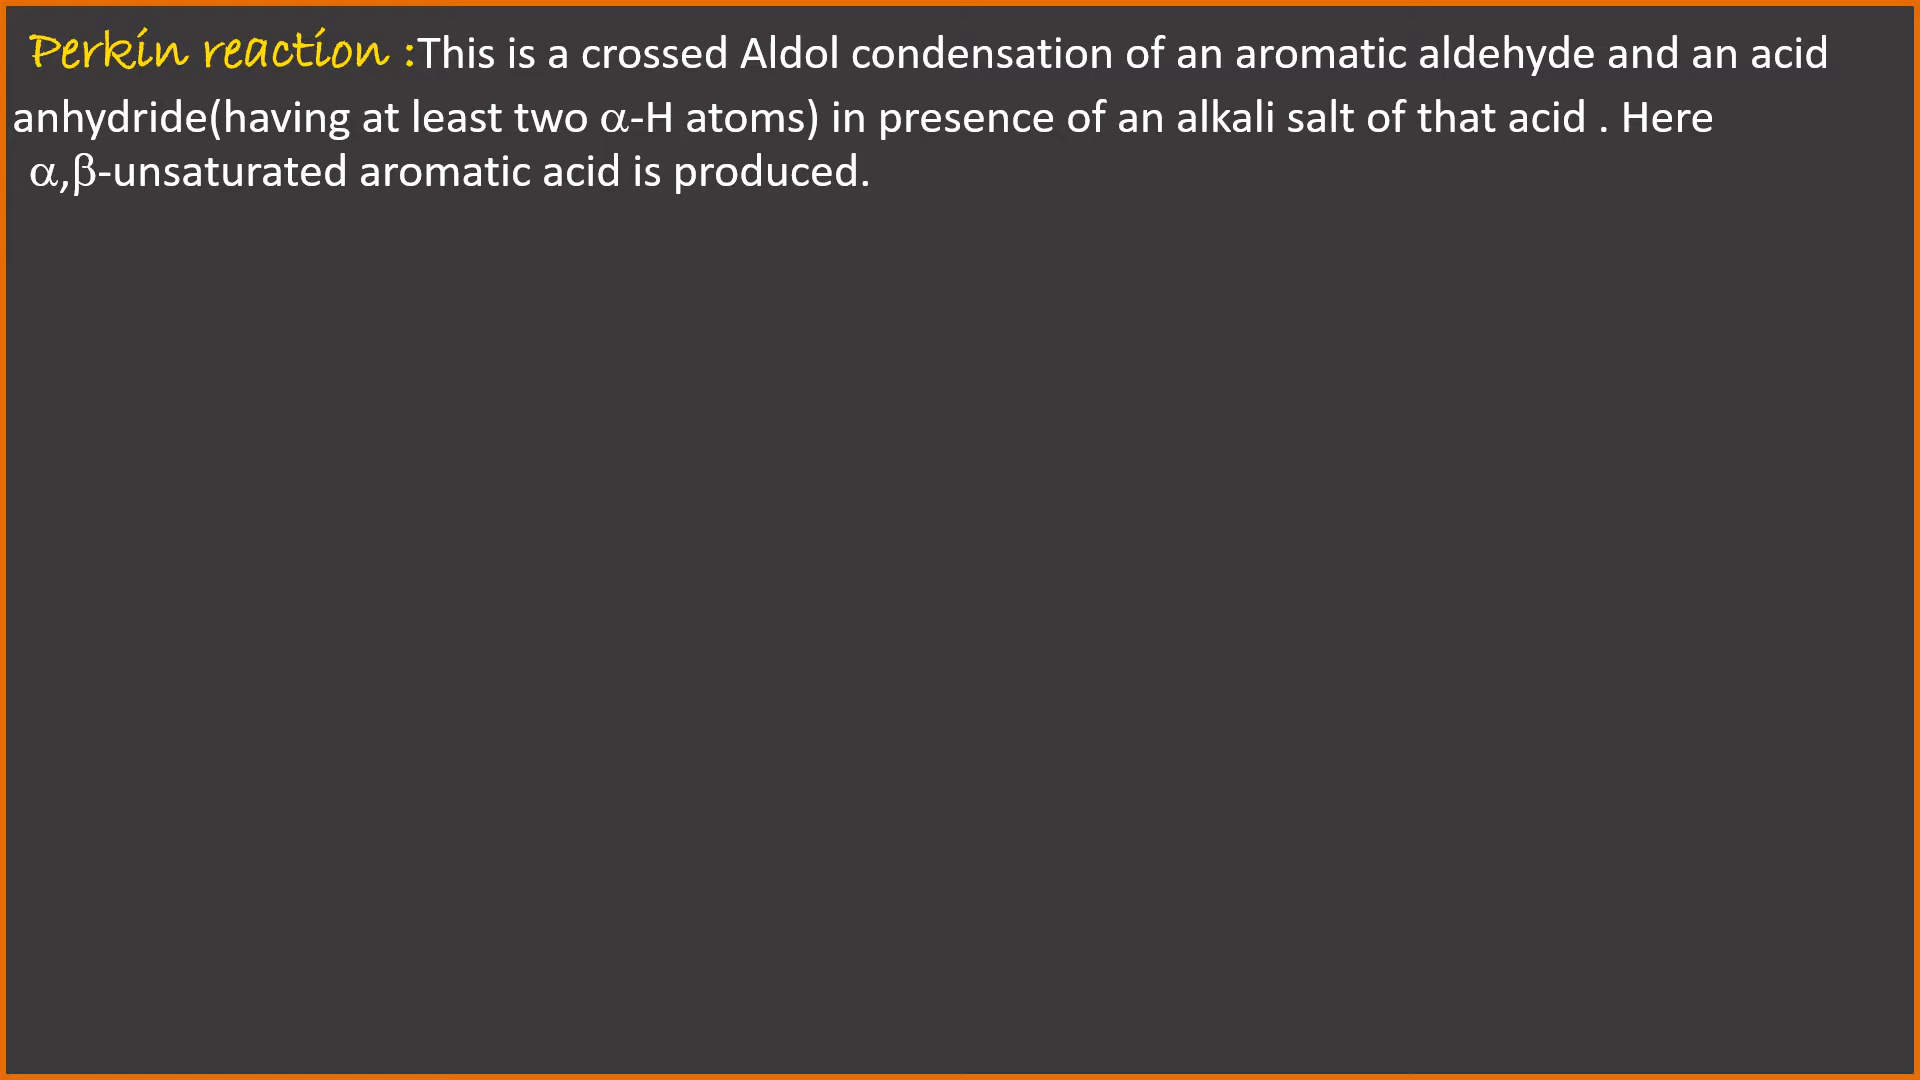 Perkin reaction :This is a crossed Aldol condensation of an aromatic aldehyde and an acid
anhydride(having at least two α-H atoms) in presence of an alkali salt of that acid . Here
α,β-unsaturated aromatic acid is produced.